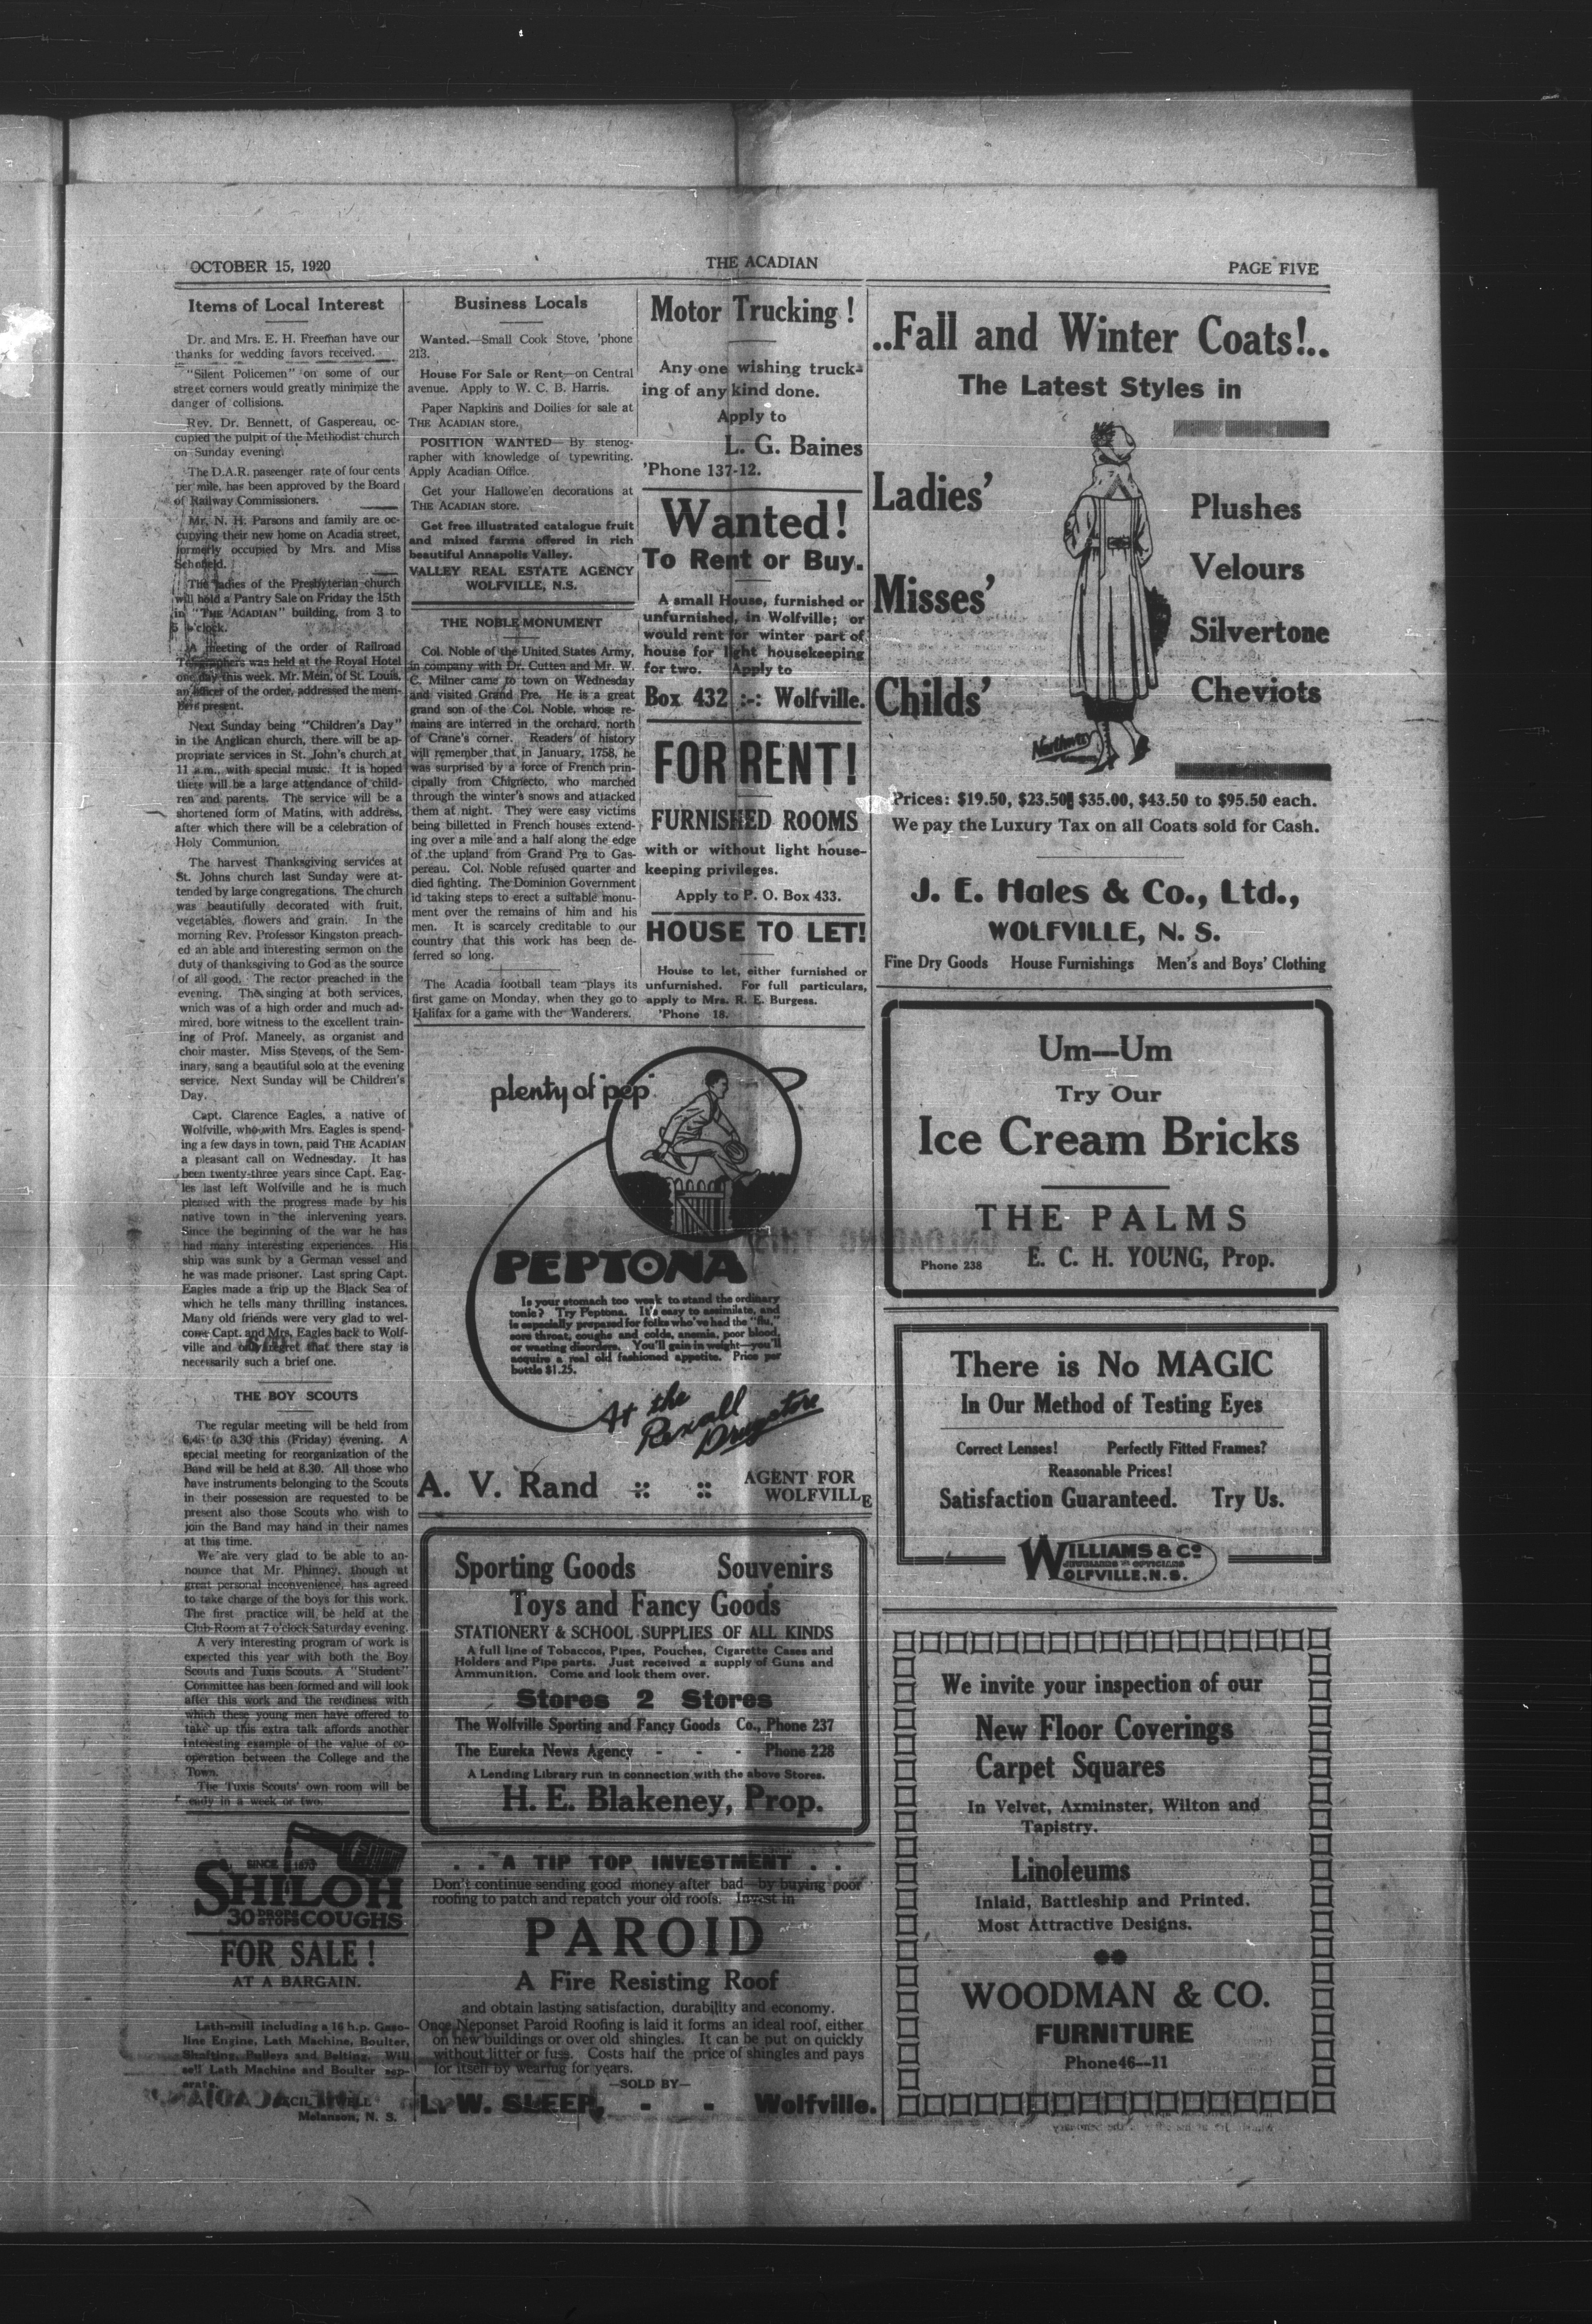 OCTOBER 15, 1920
THE ACADIAN
PAGE FIVE
Items of Local Interest
Dr. and Mrs. E. H. Freeman have our
thanks for wedding favors received.
"Silent Policemen" on some of our
street corners would greatly minimize the
danger of collisions.
Rev. Dr. Bennett, of Gaspereau, oc-
cupied the pulpit of the Methodist church
on Sunday evening.
The D.A.R. passenger rate of four cents
per mile, has been approved by the Board
of Railway Commissioners.
Mr. N. H. Parsons and family are oc-
cupying their new home on Acadia street,
formerly occupied by Mrs. and Miss
Schofield.
The ladies of the Presbyterian church
will hold a Pantry Sale on Friday the 15th
in "THE ACADIAN" building, from 3 to
6 o'clock.
A meeting of the order of Railroad
Telegraphers was held at the Royal Hotel
one day this week. Mr. Mein, of St. Louis,
an officer of the order, addressed the mem-
bers present.
Next Sunday being "Children's Day"
in the Anglican church, there will be ap-
propriate services in St. John's church at
11 a.m., with special music. It is hoped
there will be a large attendance of child-
ren and parents. The service will be a
shortened form of Matins, with address,
after which there will be a celebration of
Holy Communion.
The harvest Thanksgiving services at
St. Johns church last Sunday were at-
tended by large congregations. The church
was beautifully decorated with fruit,
vegetables, flowers and grain. In the
morning Rev. Professor Kingston preach-
ed an able and interesting sermon on the
duty of thanksgiving to God as the source
of all good. The rector preached in the
evening. The singing at both services,
which was of a high order and much ad-
mired, bore witness to the excellent train-
ing of Prof. Maneely, as organist and
choir master. Miss Stevens, of the Sem-
inary, sang a beautiful solo at the evening
service. Next Sunday will be Children's
Day.
Capt. Clarence Eagles, a native of
Wolfville, who with Mrs. Eagles is spend-
ing a few days in town, paid THE ACADIAN
a pleasant call on Wednesday. It has
been twenty-three years since Capt. Eag-
les last left Wolfville and he is much
pleased with the progress made by his
native town in the inlervening years.
Since the beginning of the war he has
had many interesting experiences. His
ship was sunk by a German vessel and
he was made prisoner. Last spring Capt.
Eagles made a trip up the Black Sea of
which he tells many thrilling instances.
Many old friends were very glad to wel-
come Capt. and Mrs. Eagles back to Wolf-
ville and only regret that there stay is
necessarily such a brief one.
THE BOY SCOUTS
The regular meeting will be held from
6.45 to 8.30 this (Friday) evening. A
special meeting for reorganization of the
Band will be held at 8.30. All those who
have instruments belonging to the Scouts
in their possession are requested to be
present also those Scouts who wish to
join the Band may hand in their names
at this time.
We are very glad to be able to an-
nounce that Mr. Phinney, though at
great personal inconvenience, has agreed
to take charge of the boys for this work.
The first practice will be held at the
Club-Room at 7 o'clock Saturday evening.
A very interesting program of work is
expected this year with both the Boy
Scouts and Tuxis Scouts. A "Student"
Committee has been formed and will look
after this work and the readiness with
which these young men have offered to
take up this extra talk affords another
interesting example of the value of co-
operation between the College and the
Town.
The Tuxis Scouts' own room will be
ready in a week or two.
SINCE 1870
SHILOH
30 DROPS STOPS COUGHS
FOR SALE!
AT A BARGAIN.
Lath-mill including a 16 h.p. Gaso-
line Engine, Lath Machine, Boulter,
Shafting, Pulleys and Belting. Will
sell Lath Machine and Boulter sep-
arate.
Melanson, N. S.
Business Locals
Wanted.—Small Cook Stove, 'phone
213.
House For Sale or Rent—on Central
avenue. Apply to W. C. B. Harris.
Paper Napkins and Doilies for sale at
THE ACADIAN store.
POSITION WANTED—By stenog-
rapher with knowledge of typewriting.
Apply Acadian Office.
Get your Hallowe'en decorations at
THE ACADIAN store.
Get free illustrated catalogue fruit
and mixed farms offered in rich
beautiful Annapolis Valley.
VALLEY REAL ESTATE AGENCY
WOLFVILLE, N.S.
THE NOBLE MONUMENT
Col. Noble of the United States Army,
in company with Dr. Cutten and Mr. W.
C. Milner came to town on Wednesday
and visited Grand Pre. He is a great
grand son of the Col. Noble, whose re-
mains are interred in the orchard, north
of Crane's corner. Readers of history
will remember that in January, 1758, he
was surprised by a force of French prin-
cipally from Chignecto, who marched
through the winter's snows and attacked
them at night. They were easy victims
being billetted in French houses extend-
ing over a mile and a half along the edge
of the upland from Grand Pre to Gas-
pereau. Col. Noble refused quarter and
died fighting. The Dominion Government
id taking steps to erect a suitable monu-
ment over the remains of him and his
men. It is scarcely creditable to our
country that this work has been de-
ferred so long.
The Acadia football team plays its
first game on Monday, when they go to
Halifax for a game with the Wanderers.
Motor Trucking!
Any one wishing truck-
ing of any kind done.
Apply to
L. G. Baines
'Phone 137-12.
Wanted!
To Rent or Buy.
A small House, furnished or
unfurnished, in Wolfville; or
would rent for winter part of
house for light housekeeping
for two. Apply to
Box 432 :-: Wolfville.
FOR RENT!
FURNISHED ROOMS
with or without light house-
keeping privileges.
Apply to P. O. Box 433.
HOUSE TO LET!
House to let, either furnished or
unfurnished. For full particulars,
apply to Mrs. R. E. Burgess.
'Phone 18.
plenty of "pep"
PEPTONA
Is your stomach too weak to stand the ordinary
tonic? Try Peptona. It's easy to assimilate, and
is especially prepared for folks who've had the "flu,"
sore throat, coughs and colds, anemia, poor blood,
or wasting disorders. You'll gain in weight—you'll
acquire a real old fashioned appetite. Price per
bottle $1.25.
At the
Rexall
Drugstore
A. V. Rand :: :: AGENT FOR
WOLFVILLE
Sporting Goods Souvenirs
Toys and Fancy Goods
STATIONERY & SCHOOL SUPPLIES OF ALL KINDS
A full line of Tobaccos, Pipes, Pouches, Cigarette Cases and
Holders and Pipe parts. Just received a supply of Guns and
Ammunition. Come and look them over.
Stores 2 Stores
The Wolfville Sporting and Fancy Goods Co., Phone 237
The Eureka News Agency - - - Phone 228
A Lending Library run in connection with the above Stores.
H. E. Blakeney, Prop.
. . A TIP TOP INVESTMENT . .
Don't continue sending good money after bad—by buying poor
roofing to patch and repatch your old roofs. Invest in
PAROID
A Fire Resisting Roof
and obtain lasting satisfaction, durability and economy.
Once Neponset Paroid Roofing is laid it forms an ideal roof, either
on new buildings or over old shingles. It can be put on quickly
without litter or fuss. Costs half the price of shingles and pays
for itself by wearing for years.
—SOLD BY—
L. W. SLEEP, - - Wolfville.
..Fall and Winter Coats!..
The Latest Styles in
Ladies'
Misses'
Childs'
Plushes
Velours
Silvertone
Cheviots
Northway
Prices: $19.50, $23.50, $35.00, $43.50 to $95.50 each.
We pay the Luxury Tax on all Coats sold for Cash.
J. E. Hales & Co., Ltd.,
WOLFVILLE, N. S.
Fine Dry Goods House Furnishings Men's and Boys' Clothing
Um—Um
Try Our
Ice Cream Bricks
THE PALMS
Phone 238 E. C. H. YOUNG, Prop.
There is No MAGIC
In Our Method of Testing Eyes
Correct Lenses! Perfectly Fitted Frames?
Reasonable Prices!
Satisfaction Guaranteed. Try Us.
WILLIAMS & Co.
JEWELERS & OPTICIANS
WOLFVILLE, N.S.
We invite your inspection of our
New Floor Coverings
Carpet Squares
In Velvet, Axminster, Wilton and
Tapistry.
Linoleums
Inlaid, Battleship and Printed.
Most Attractive Designs.
WOODMAN & CO.
FURNITURE
Phone 46--11